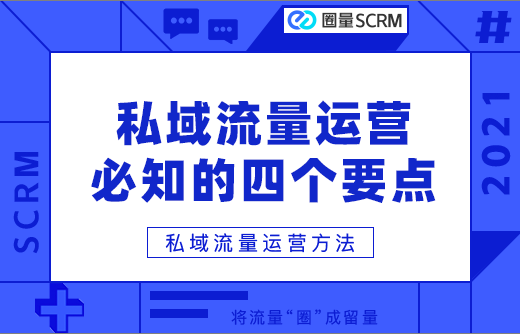 圈量SCRM
#
私域流量运营
必知的四个要点
私域流量运营方法
SCRM
2021
将流量“圈”成留量